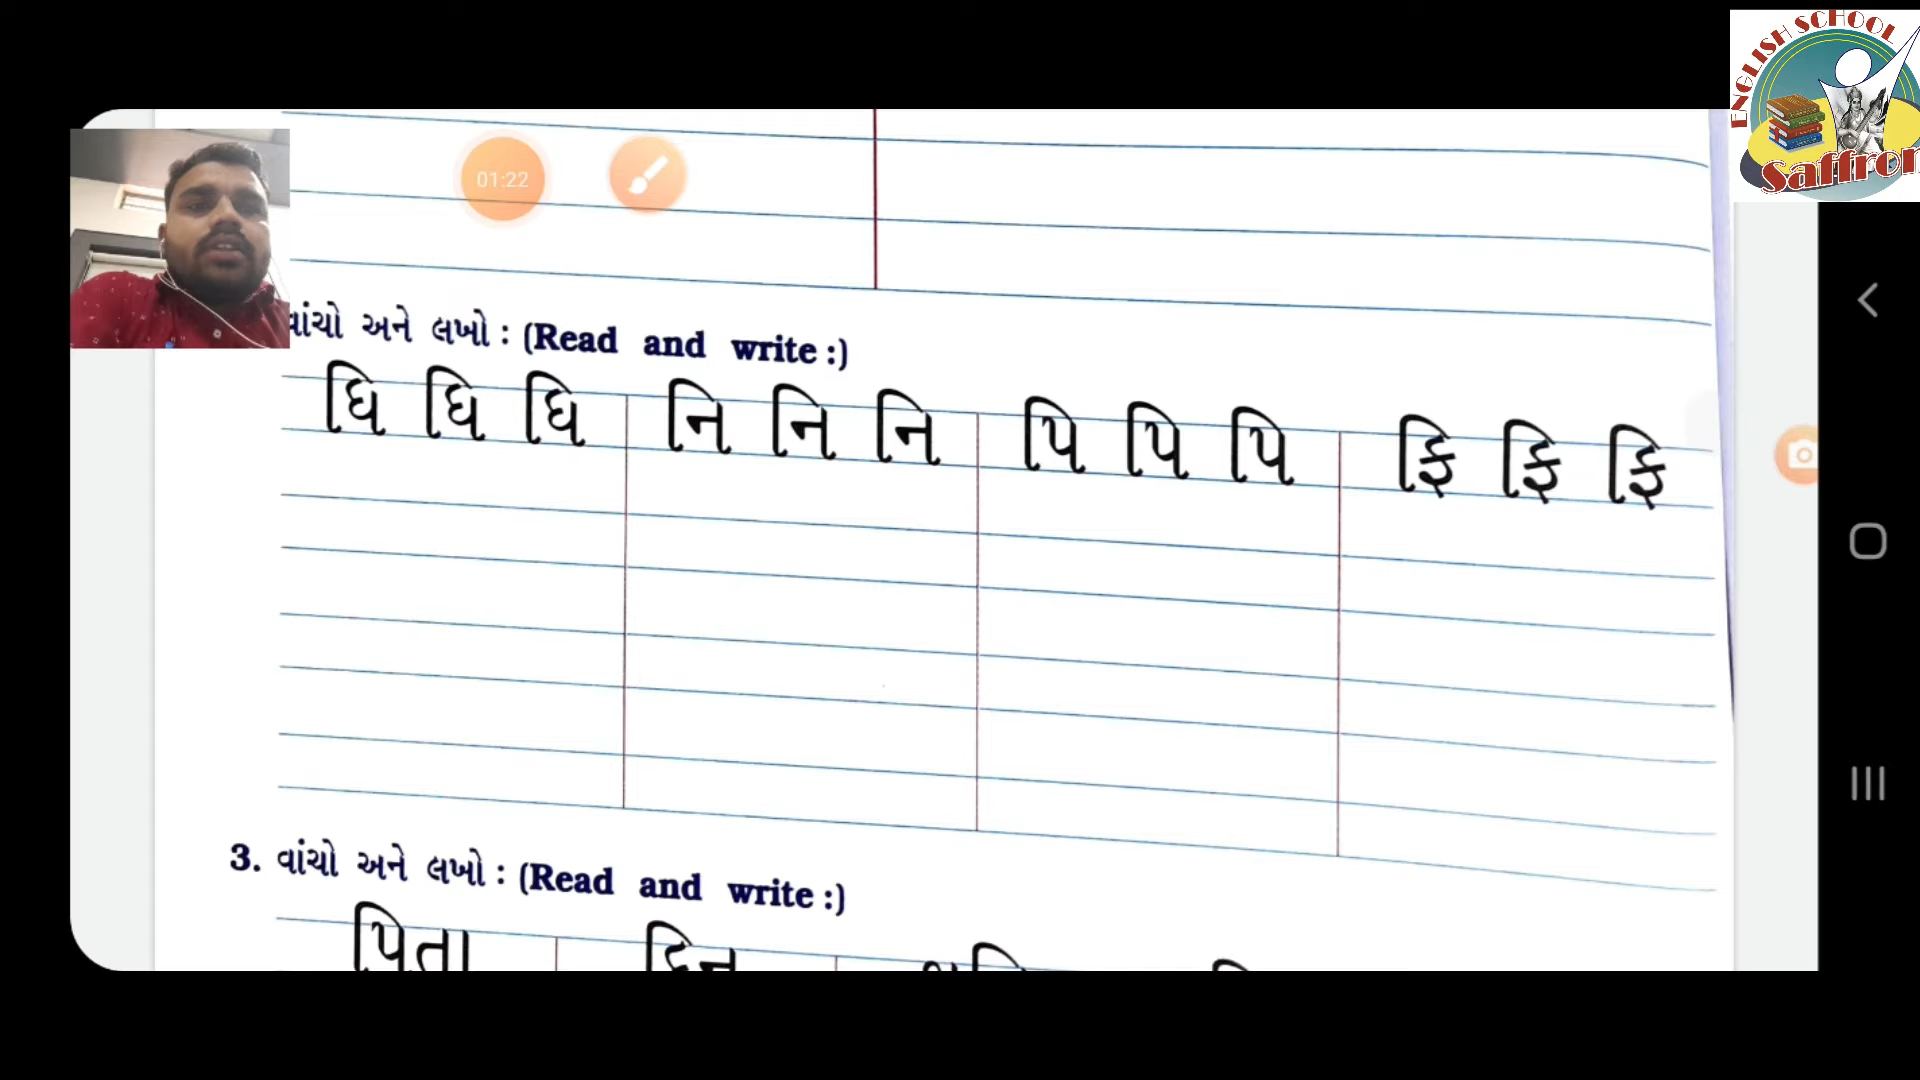 ENGLISH SCHOOL
Saffron
01:22
અને લખો : (Read and write :)
ધિ ધિ ધિ નિ નિ નિ પિ પિ પિ ફિ ફિ ફિ
3. વાંચો અને લખો : (Read and write :)
પિતા દિન